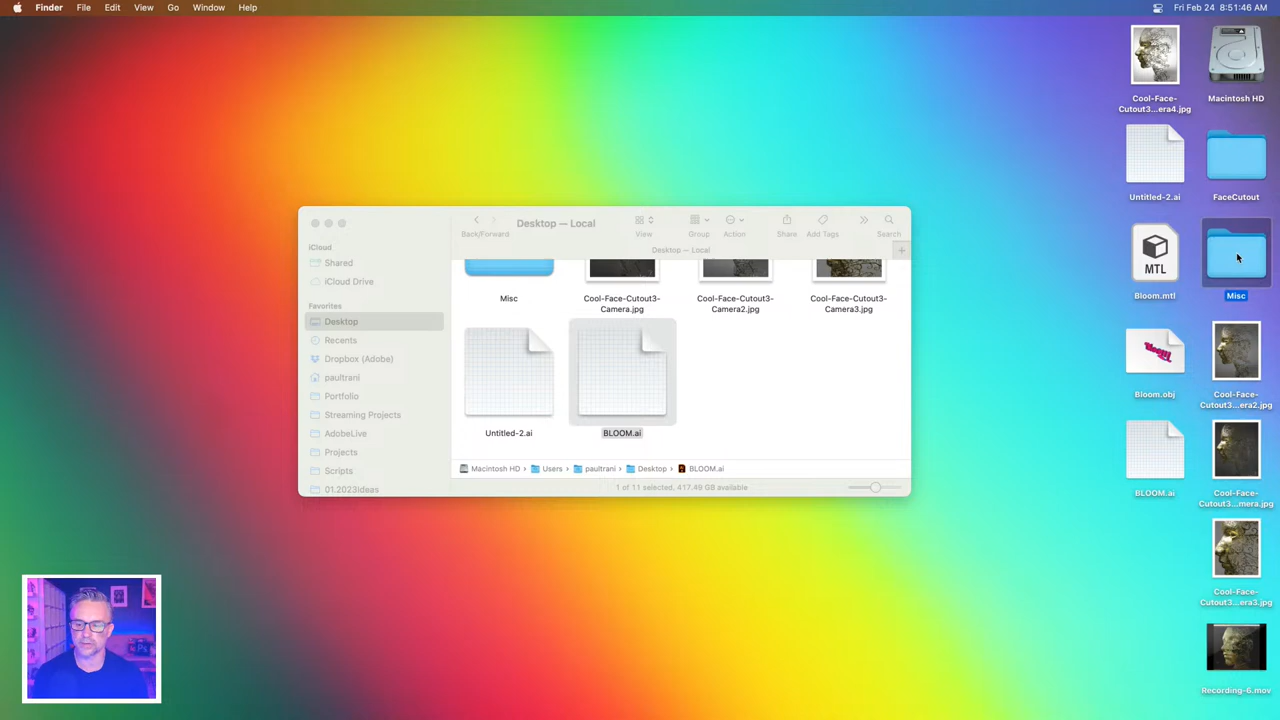 Finder File Edit View Go Window Help
Fri Feb 24 8:51:46 AM
Cool-Face-
Cutout3...era4.jpg
Macintosh HD
Untitled-2.ai
FaceCutout
MTL
Bloom.mtl
Misc
Bloom
Bloom.obj
Cool-Face-
Cutout3...era2.jpg
BLOOM.ai
Cool-Face-
Cutout3...mera.jpg
Cool-Face-
Cutout3...era3.jpg
Recording-6.mov
Desktop — Local
Back/Forward
View
Group
Action
Share
Add Tags
Search
Desktop — Local
iCloud
Shared
iCloud Drive
Favorites
Desktop
Recents
Dropbox (Adobe)
paultrani
Portfolio
Streaming Projects
AdobeLive
Projects
Scripts
01.2023Ideas
Misc
Cool-Face-Cutout3-
Camera.jpg
Cool-Face-Cutout3-
Camera2.jpg
Cool-Face-Cutout3-
Camera3.jpg
Untitled-2.ai
BLOOM.ai
Macintosh HD › Users › paultrani › Desktop › BLOOM.ai
1 of 11 selected, 417.49 GB available
Ps